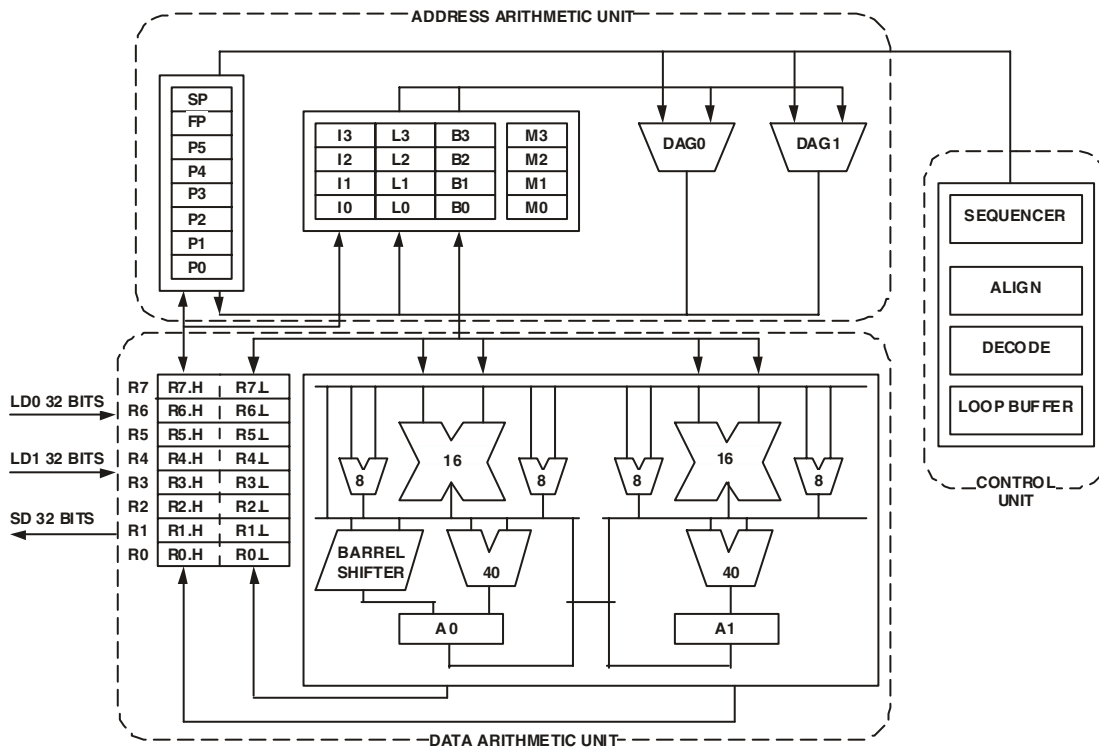 ADDRESS ARITHMETIC UNIT
SP
FP
P5
P4
P3
P2
P1
P0
I3 L3 B3 M3
I2 L2 B2 M2
I1 L1 B1 M1
I0 L0 B0 M0
DAG0
DAG1
SEQUENCER
ALIGN
DECODE
LOOP BUFFER
CONTROL
UNIT
LD0 32 BITS
LD1 32 BITS
SD 32 BITS
R7 R7.H R7.L
R6 R6.H R6.L
R5 R5.H R5.L
R4 R4.H R4.L
R3 R3.H R3.L
R2 R2.H R2.L
R1 R1.H R1.L
R0 R0.H R0.L
8
16
8
8
16
8
BARREL
SHIFTER
40
40
A0
A1
DATA ARITHMETIC UNIT